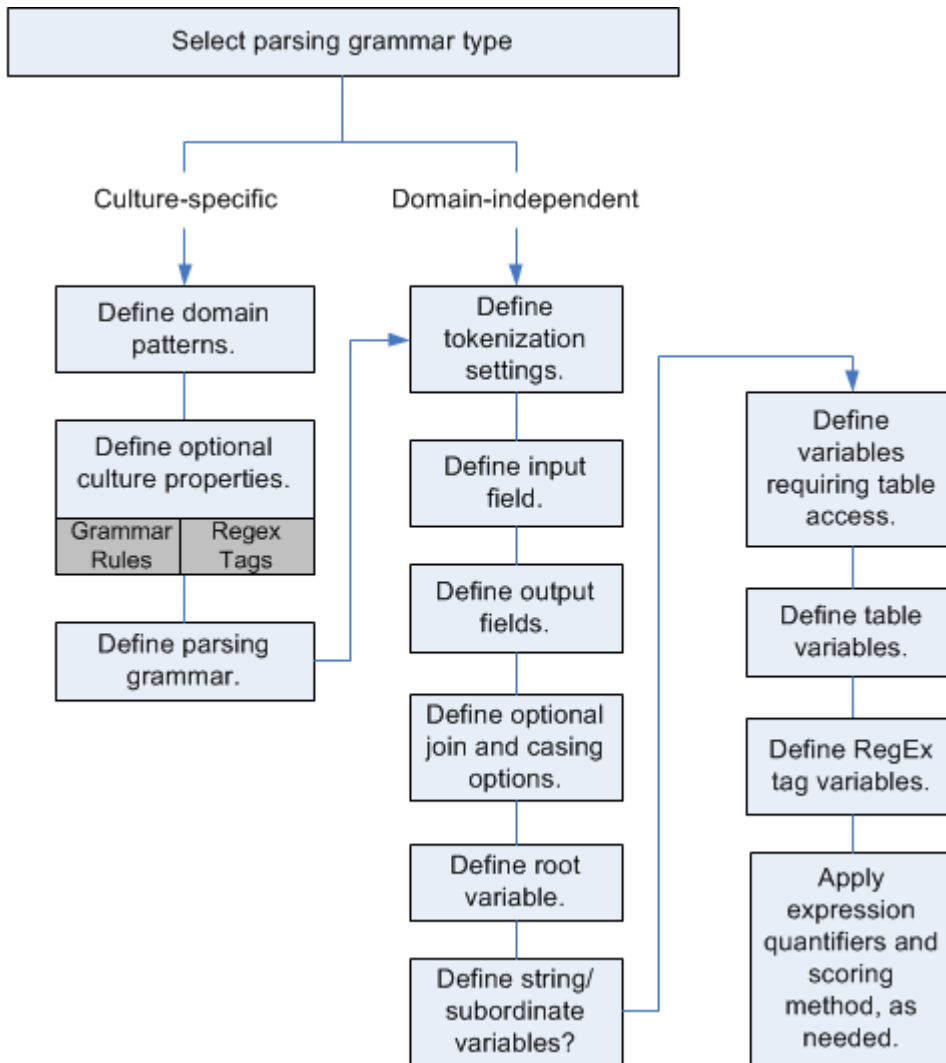 Select parsing grammar type
Culture-specific
Domain-independent
Define domain
patterns.
Define optional
culture properties.
Grammar
Rules
Regex
Tags
Define parsing
grammar.
Define
tokenization
settings.
Define input
field.
Define output
fields.
Define optional
join and casing
options.
Define root
variable.
Define string/
subordinate
variables?
Define
variables
requiring table
access.
Define table
variables.
Define RegEx
tag variables.
Apply
expression
quantifiers and
scoring
method, as
needed.